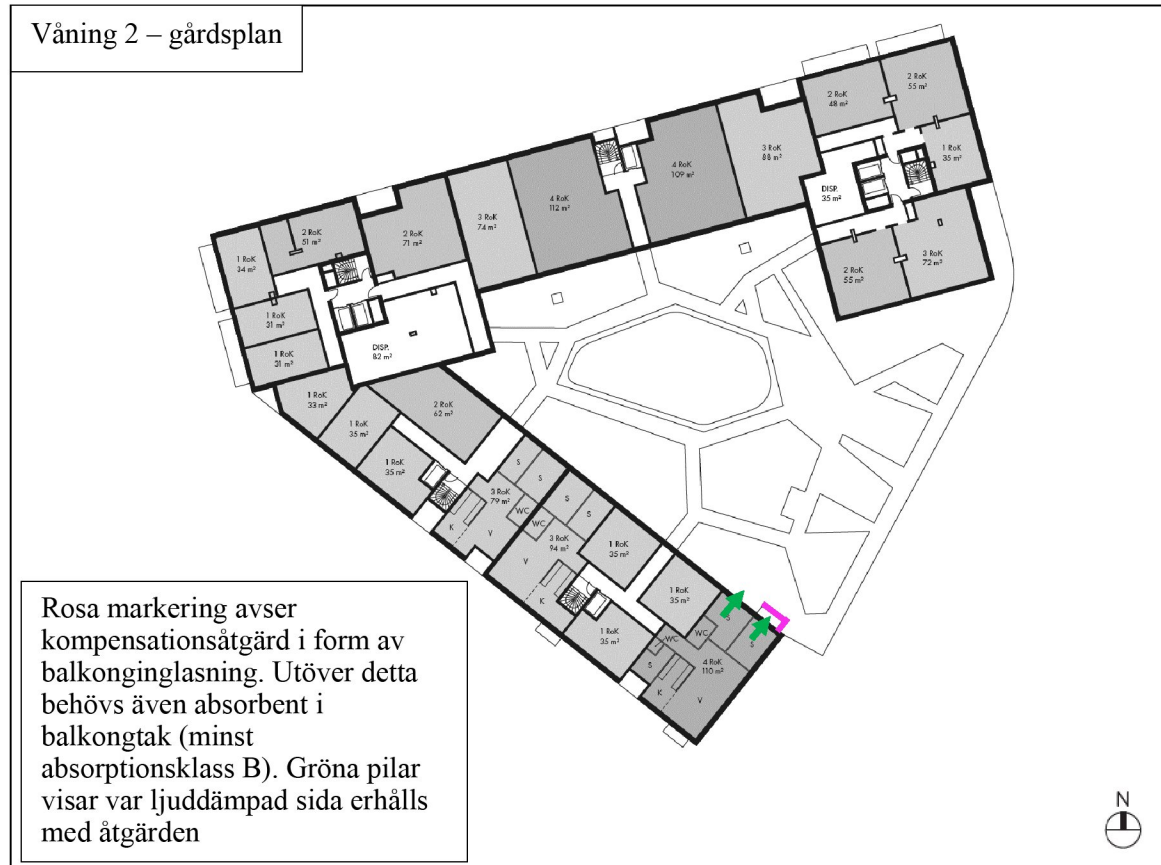 Våning 2 – gårdsplan
2 RoK
55 m²
2 RoK
48 m²
1 RoK
35 m²
3 RoK
88 m²
4 RoK
109 m²
DISP.
35 m²
4 RoK
112 m²
3 RoK
74 m²
2 RoK
71 m²
2 RoK
51 m²
1 RoK
34 m²
3 RoK
72 m²
2 RoK
55 m²
1 RoK
31 m²
DISP.
82 m²
1 RoK
31 m²
1 RoK
33 m²
2 RoK
62 m²
1 RoK
35 m²
1 RoK
35 m²
S
S
3 RoK
79 m²
WC
K
V
S
S
WC
3 RoK
94 m²
V
K
1 RoK
35 m²
1 RoK
35 m²
1 RoK
35 m²
S
S
WC
WC
S
4 RoK
110 m²
K
V
Rosa markering avser
kompensationsåtgärd i form av
balkonginglasning. Utöver detta
behövs även absorbent i
balkongtak (minst
absorptionsklass B). Gröna pilar
visar var ljuddämpad sida erhålls
med åtgärden
N